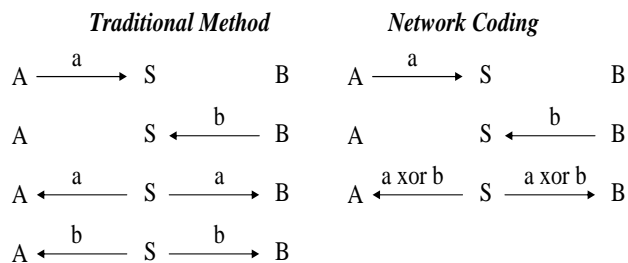 Traditional Method Network Coding
a a
A S B A S B
b b
A S B A S B
a a a xor b a xor b
A S B A S B
b b
A S B